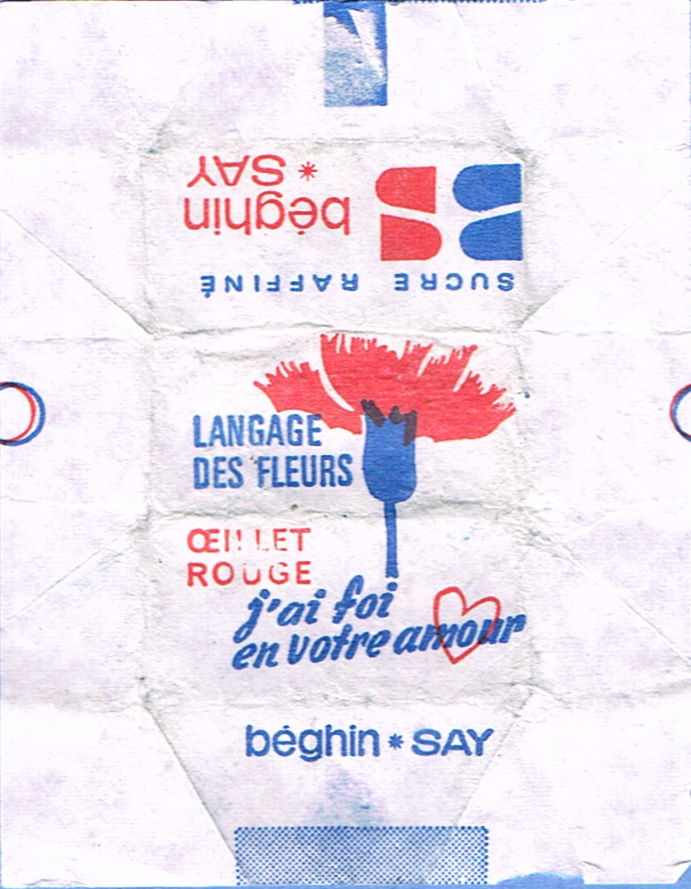 béghin * SAY
SUCRE RAFFINÉ
LANGAGE
DES FLEURS
ŒILLET
ROUGE
j'ai foi
en votre amour
béghin * SAY